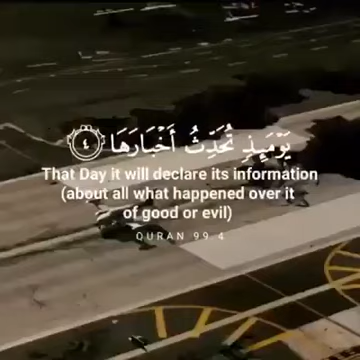 يَوْمَئِذٍ تُحَدِّثُ أَخْبَارَهَا ﴿٤﴾
That Day it will declare its information
(about all what happened over it
of good or evil)
QURAN 99:4